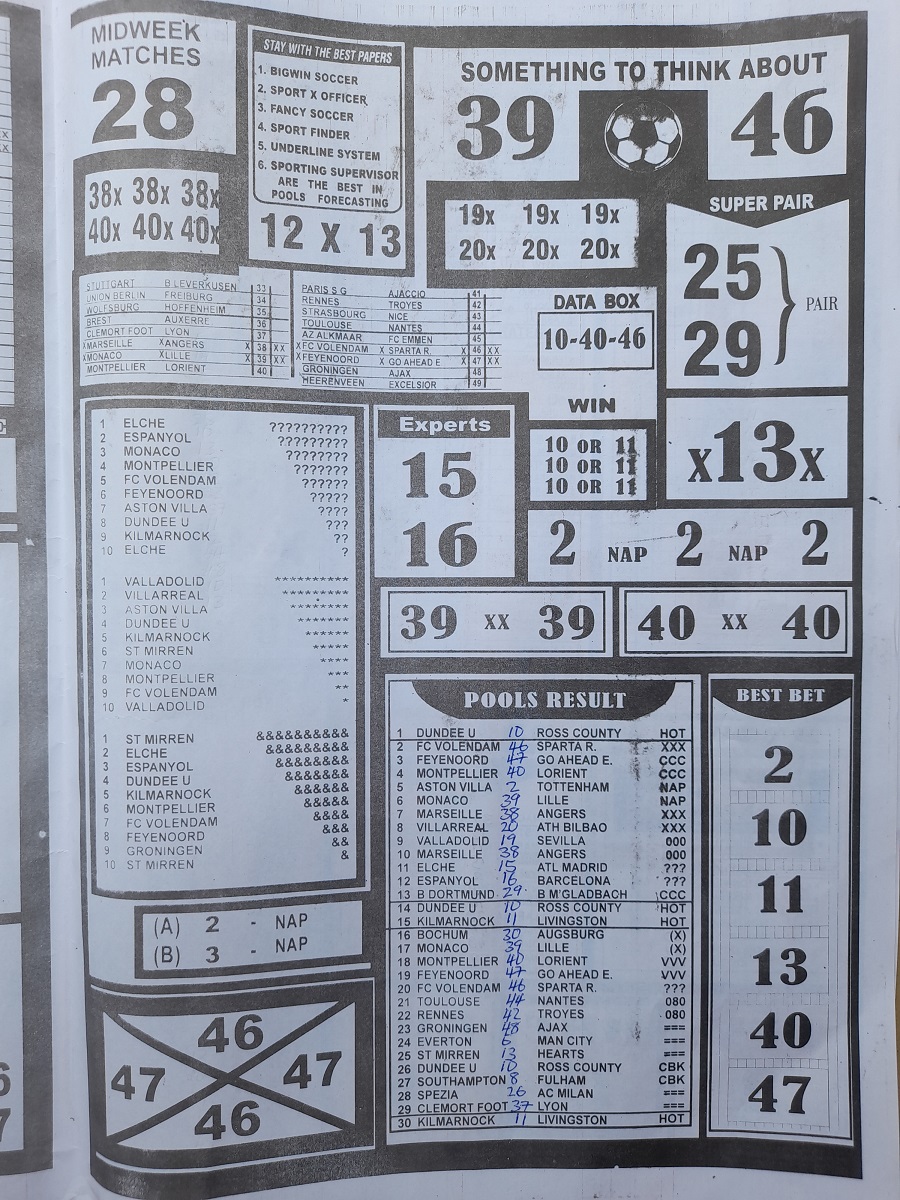 MIDWEEK
MATCHES
28
38x 38x 38x
40x 40x 40x
STAY WITH THE BEST PAPERS
1. BIGWIN SOCCER
2. SPORT X OFFICER
3. FANCY SOCCER
4. SPORT FINDER
5. UNDERLINE SYSTEM
6. SPORTING SUPERVISOR
ARE THE BEST IN
POOLS FORECASTING
12 X 13
SOMETHING TO THINK ABOUT
39 46
19x 19x 19x
20x 20x 20x
SUPER PAIR
25
29
PAIR
STUTTGART B LEVERKUSEN 33
UNION BERLIN FREIBURG 34
WOLFSBURG HOFFENHEIM 35
BREST AUXERRE 36
CLEMORT FOOT LYON 37
XMARSEILLE XANGERS X 38 XX
XMONACO XLILLE X 39 XX
MONTPELLIER LORIENT 40
PARIS S G AJACCIO 41
RENNES TROYES 42
STRASBOURG NICE 43
TOULOUSE NANTES 44
AZ ALKMAAR FC EMMEN 45
XFC VOLENDAM X SPARTA R. X 46 XX
XFEYENOORD X GO AHEAD E X 47 XX
GRONINGEN AJAX 48
HEERENVEEN EXCELSIOR 49
DATA BOX
10-40-46
WIN
10 OR 11
10 OR 11
10 OR 11
X13X
Experts
15
16
2 NAP 2 NAP 2
39 XX 39
40 XX 40
1 ELCHE ??????????
2 ESPANYOL ?????????
3 MONACO ????????
4 MONTPELLIER ???????
5 FC VOLENDAM ??????
6 FEYENOORD ?????
7 ASTON VILLA ????
8 DUNDEE U ???
9 KILMARNOCK ??
10 ELCHE ?
1 VALLADOLID **********
2 VILLARREAL *********
3 ASTON VILLA ********
4 DUNDEE U *******
5 KILMARNOCK ******
6 ST MIRREN *****
7 MONACO ****
8 MONTPELLIER ***
9 FC VOLENDAM **
10 VALLADOLID *
1 ST MIRREN &&&&&&&&&&
2 ELCHE &&&&&&&&&
3 ESPANYOL &&&&&&&&
4 DUNDEE U &&&&&&&
5 KILMARNOCK &&&&&&
6 MONTPELLIER &&&&&
7 FC VOLENDAM &&&&
8 FEYENOORD &&&
9 GRONINGEN &&
10 ST MIRREN &
(A) 2 - NAP
(B) 3 - NAP
46
47 47
46
POOLS RESULT
1 DUNDEE U 10 ROSS COUNTY HOT
2 FC VOLENDAM 46 SPARTA R. XXX
3 FEYENOORD 47 GO AHEAD E. CCC
4 MONTPELLIER 40 LORIENT CCC
5 ASTON VILLA 2 TOTTENHAM NAP
6 MONACO 39 LILLE NAP
7 MARSEILLE 38 ANGERS XXX
8 VILLARREAL 20 ATH BILBAO XXX
9 VALLADOLID 19 SEVILLA 000
10 MARSEILLE 38 ANGERS 000
11 ELCHE 15 ATL MADRID ???
12 ESPANYOL 16 BARCELONA ???
13 B DORTMUND 29 B M'GLADBACH CCC
14 DUNDEE U 10 ROSS COUNTY HOT
15 KILMARNOCK 11 LIVINGSTON HOT
16 BOCHUM 30 AUGSBURG (X)
17 MONACO 39 LILLE (X)
18 MONTPELLIER 40 LORIENT VVV
19 FEYENOORD 47 GO AHEAD E. VVV
20 FC VOLENDAM 46 SPARTA R. ???
21 TOULOUSE 44 NANTES 080
22 RENNES 42 TROYES 080
23 GRONINGEN 48 AJAX ===
24 EVERTON 6 MAN CITY ===
25 ST MIRREN 13 HEARTS ===
26 DUNDEE U 10 ROSS COUNTY CBK
27 SOUTHAMPTON 8 FULHAM CBK
28 SPEZIA 26 AC MILAN ===
29 CLEMORT FOOT 37 LYON ===
30 KILMARNOCK 11 LIVINGSTON HOT
BEST BET
2
10
11
13
40
47